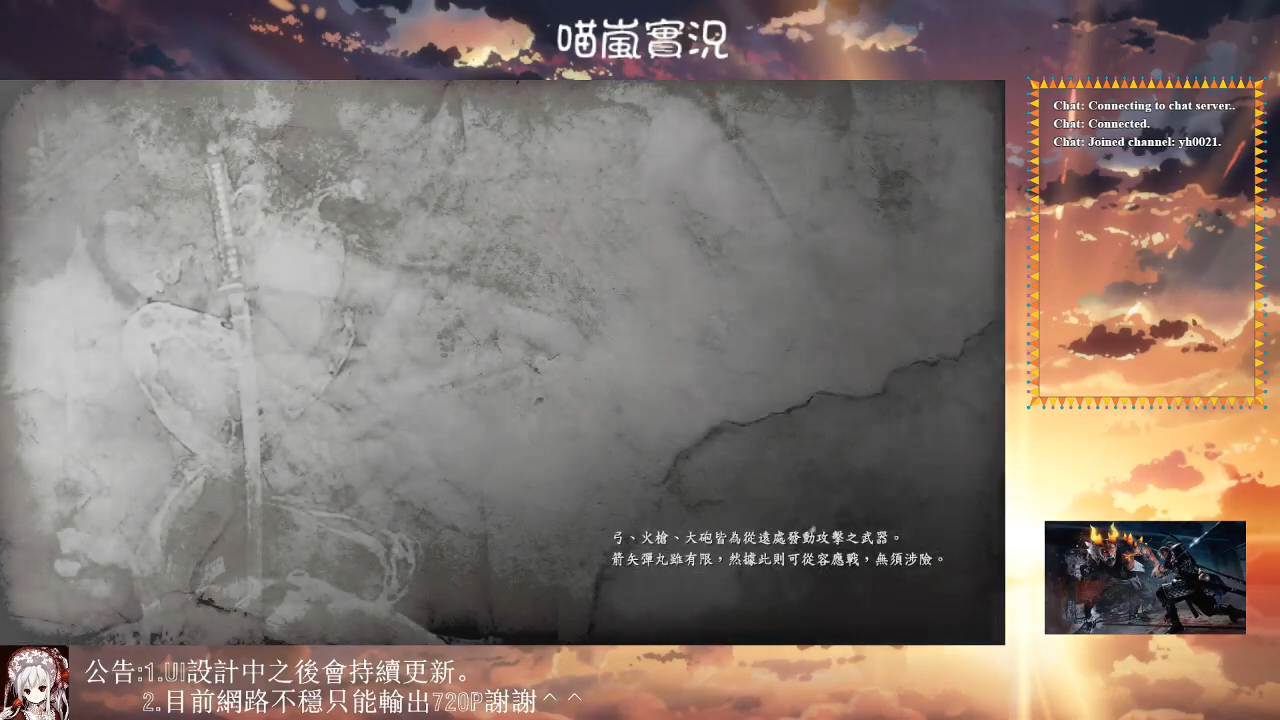 喵嵐實況
Chat: Connecting to chat server..
Chat: Connected.
Chat: Joined channel: yh0021.
弓、火槍、大砲皆為從遠處發動攻擊之武器。
箭矢彈丸雖有限，然據此則可從容應戰，無須涉險。
公告:1.UI設計中之後會持續更新。
2.目前網路不穩只能輸出720P謝謝^ ^